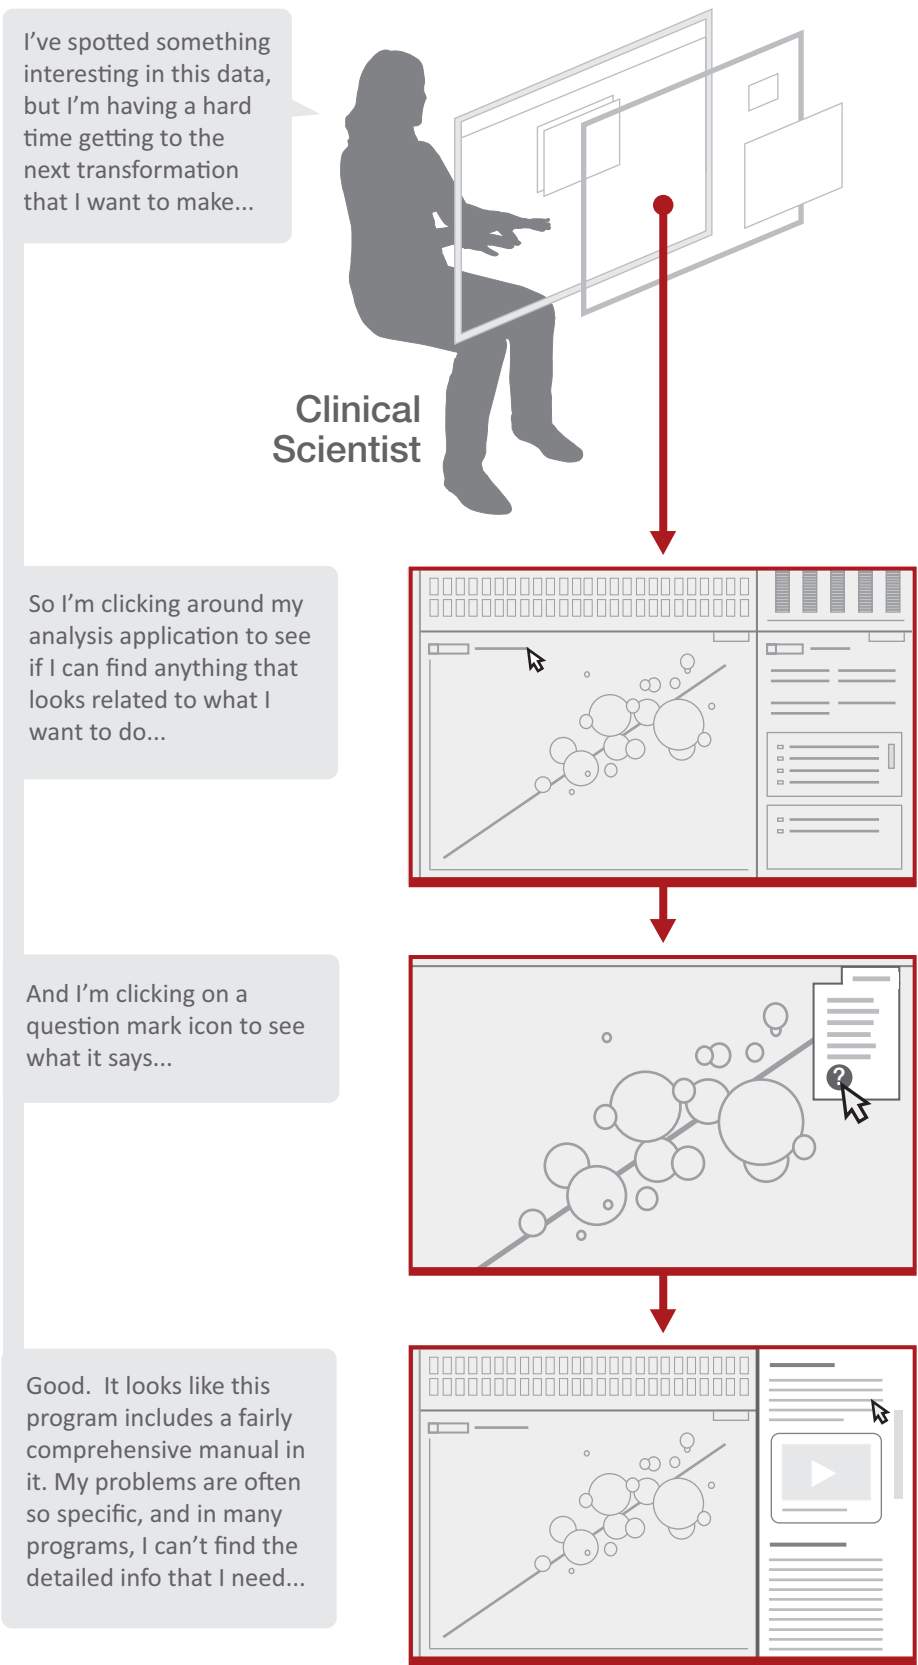 I've spotted something
interesting in this data,
but I'm having a hard
time getting to the
next transformation
that I want to make...
Clinical
Scientist
So I'm clicking around my
analysis application to see
if I can find anything that
looks related to what I
want to do...
And I'm clicking on a
question mark icon to see
what it says...
?
Good.  It looks like this
program includes a fairly
comprehensive manual in
it. My problems are often
so specific, and in many
programs, I can't find the
detailed info that I need...